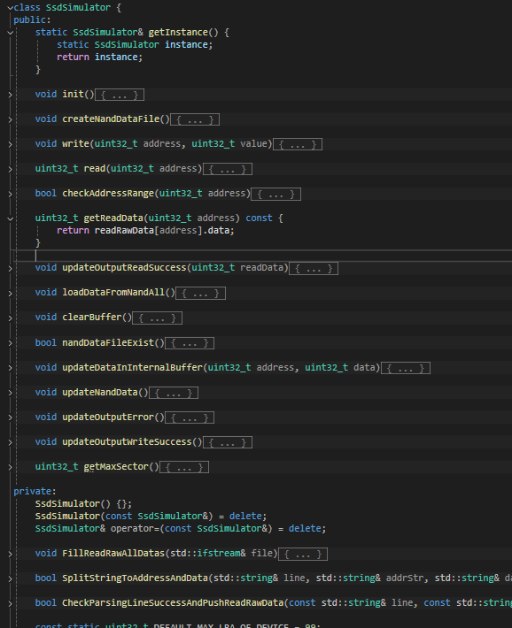 class SsdSimulator {
public:
static SsdSimulator& getInstance() {
static SsdSimulator instance;
return instance;
}
void init(){ ... }
void createNandDataFile(){ ... }
void write(uint32_t address, uint32_t value){ ... }
uint32_t read(uint32_t address){ ... }
bool checkAddressRange(uint32_t address){ ... }
uint32_t getReadData(uint32_t address) const {
return readRawData[address].data;
}
void updateOutputReadSuccess(uint32_t readData){ ... }
void loadDataFromNandAll(){ ... }
void clearBuffer(){ ... }
bool nandDataFileExist(){ ... }
void updateDataInInternalBuffer(uint32_t address, uint32_t data){ ... }
void updateNandData(){ ... }
void updateOutputError(){ ... }
void updateOutputWriteSuccess(){ ... }
uint32_t getMaxSector(){ ... }
private:
SsdSimulator() {};
SsdSimulator(const SsdSimulator&) = delete;
SsdSimulator& operator=(const SsdSimulator&) = delete;
void FillReadRawAllDatas(std::ifstream& file){ ... }
bool SplitStringToAddressAndData(std::string& line, std::string& addrStr, std::string& da
bool CheckParsingLineSuccessAndPushReadRawData(const std::string& line, const std::string
const static uint32_t DEFAULT_MAX_LBA_OF_DEVICE = 99;